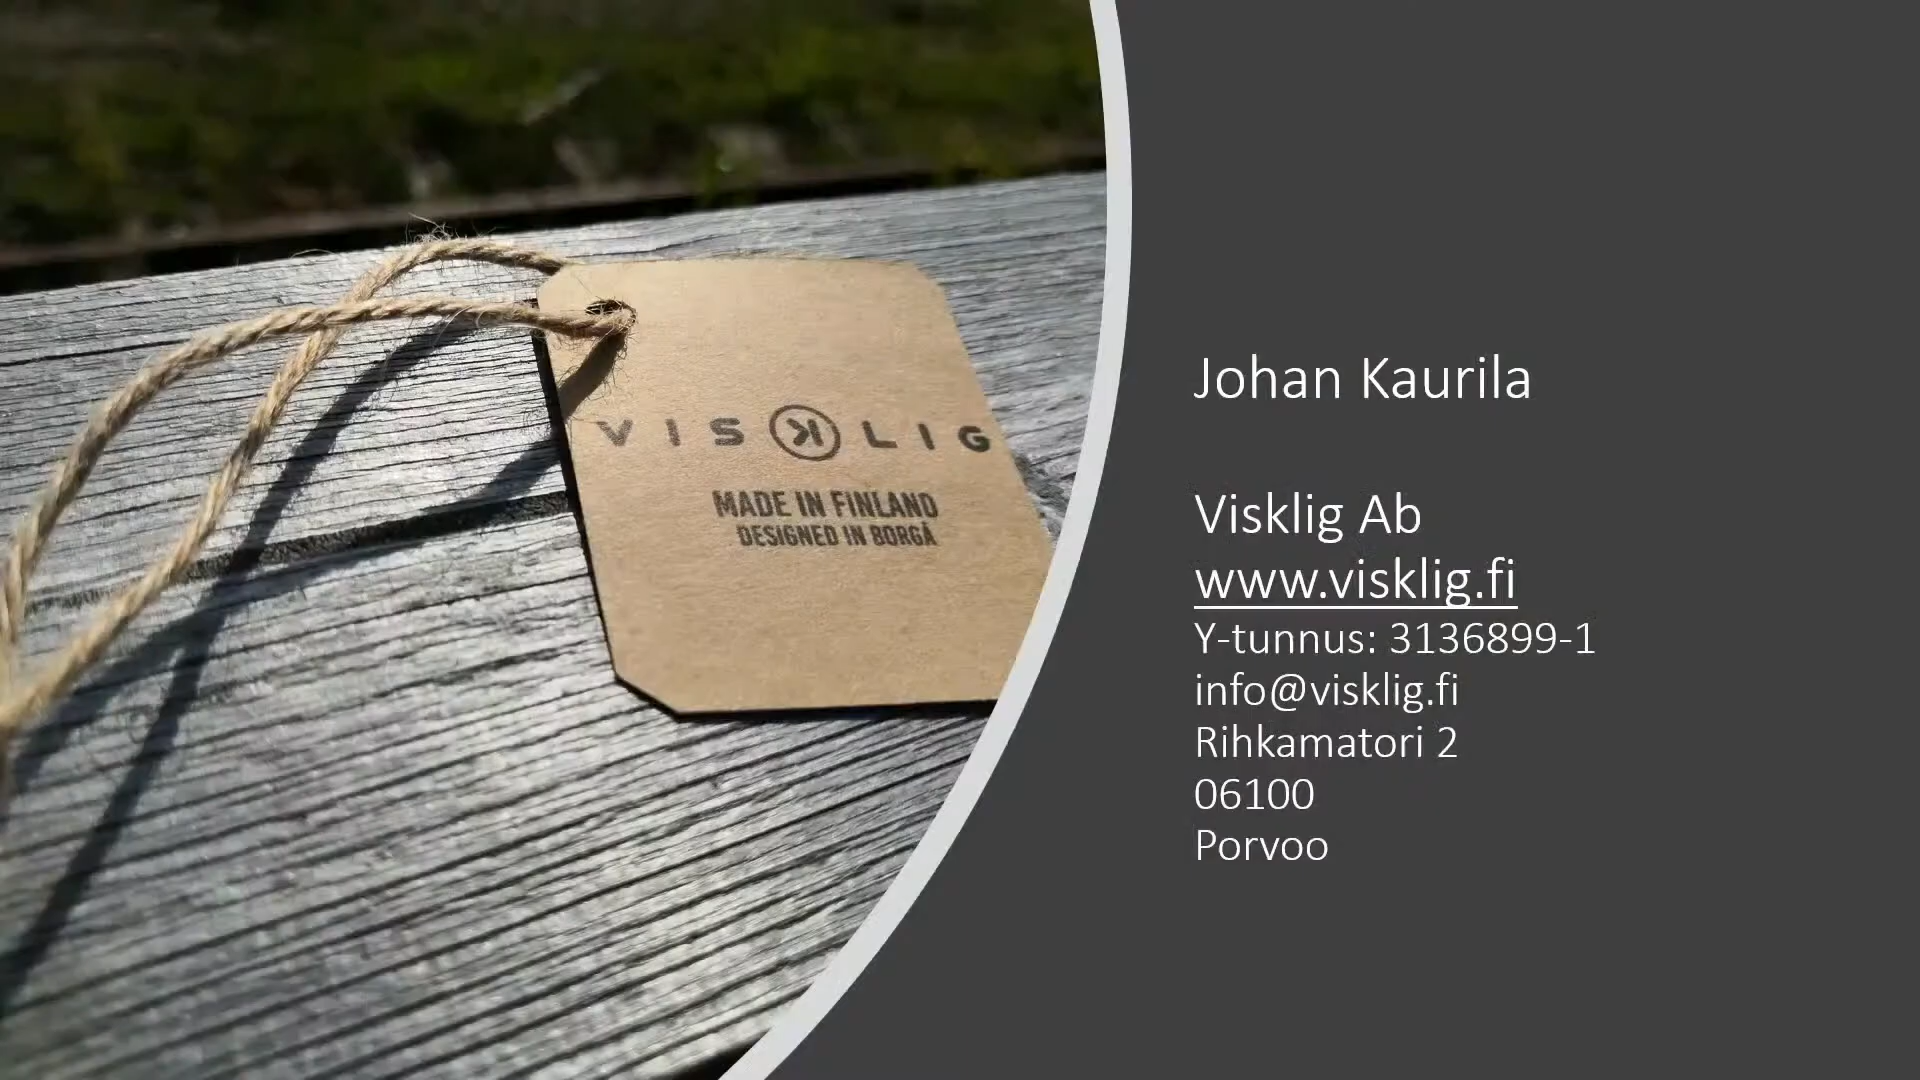 VISKLIG
MADE IN FINLAND
DESIGNED IN BORGÅ
Johan Kaurila
Visklig Ab
www.visklig.fi
Y-tunnus: 3136899-1
info@visklig.fi
Rihkamatori 2
06100
Porvoo